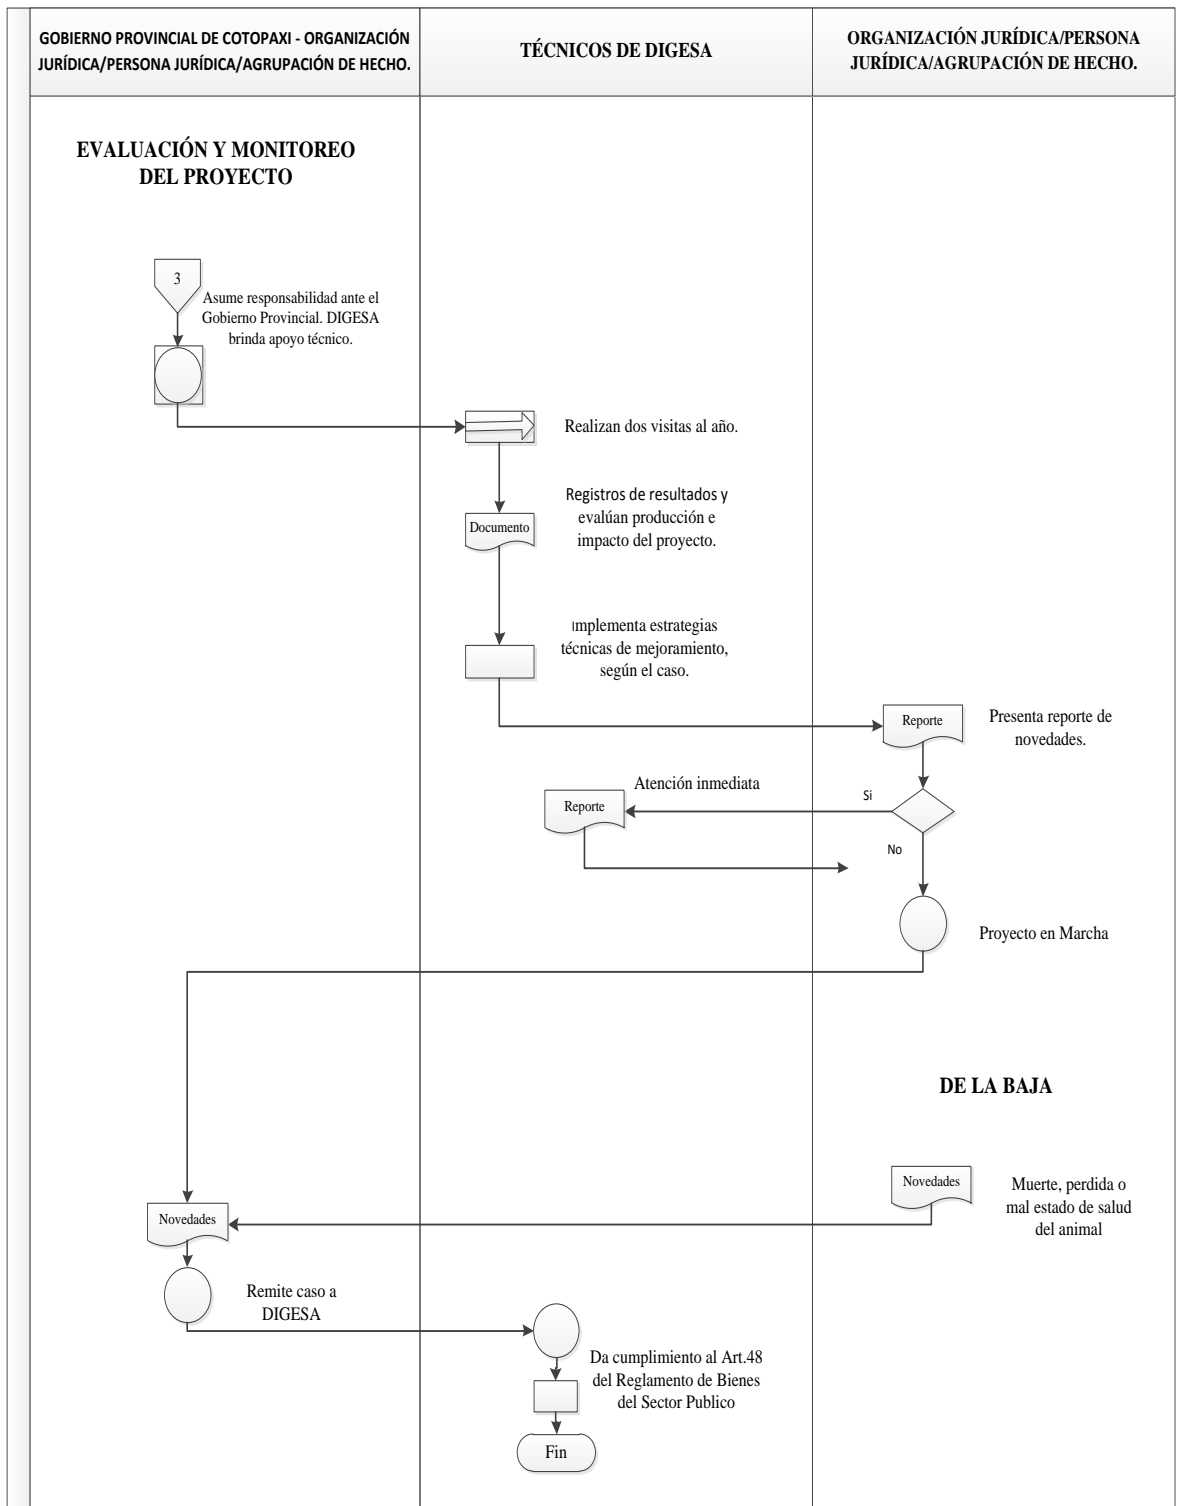 GOBIERNO PROVINCIAL DE COTOPAXI - ORGANIZACIÓN
JURÍDICA/PERSONA JURÍDICA/AGRUPACIÓN DE HECHO.
TÉCNICOS DE DIGESA
ORGANIZACIÓN JURÍDICA/PERSONA
JURÍDICA/AGRUPACIÓN DE HECHO.
EVALUACIÓN Y MONITOREO
DEL PROYECTO
3
Asume responsabilidad ante el
Gobierno Provincial. DIGESA
brinda apoyo técnico.
Realizan dos visitas al año.
Documento
Registros de resultados y
evalúan producción e
impacto del proyecto.
Implementa estrategias
técnicas de mejoramiento,
según el caso.
Reporte
Presenta reporte de
novedades.
Atención inmediata
Si
Reporte
No
Proyecto en Marcha
DE LA BAJA
Novedades
Muerte, perdida o
mal estado de salud
del animal
Novedades
Remite caso a
DIGESA
Da cumplimiento al Art.48
del Reglamento de Bienes
del Sector Publico
Fin